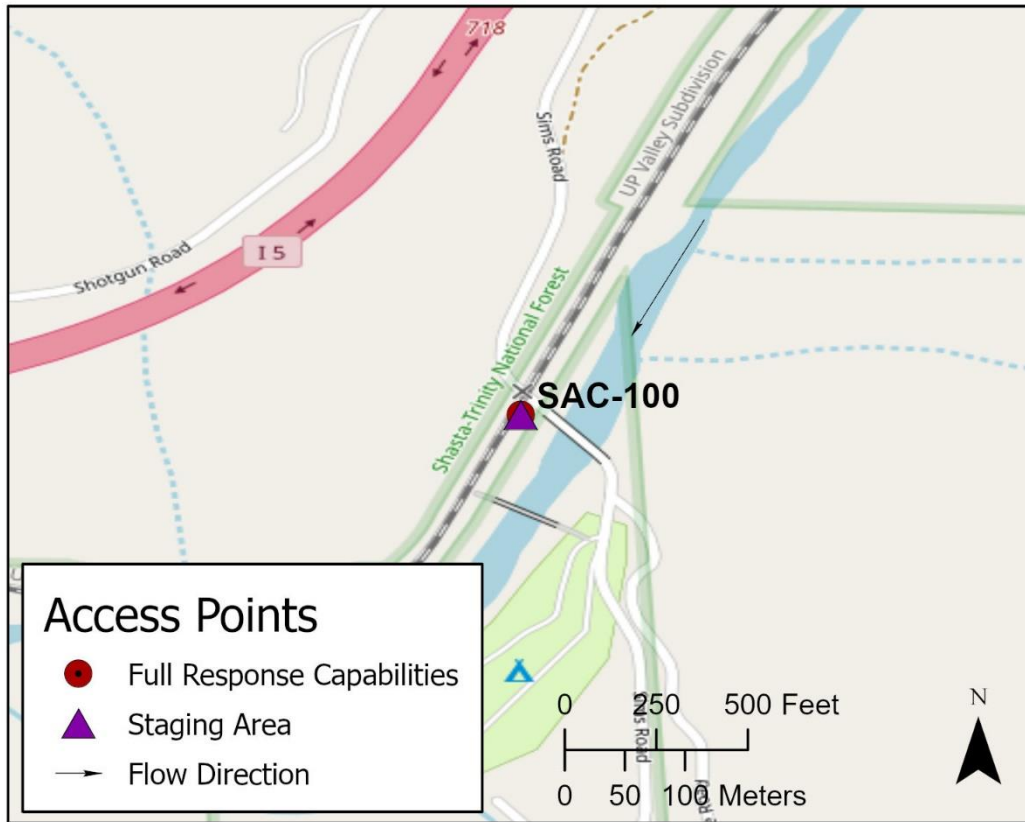 718
Sims Road
UP Valley Subdivision
I 5
Shotgun Road
Shasta-Trinity National Forest
SAC-100
Access Points
Full Response Capabilities
Staging Area
Flow Direction
0 250 500 Feet
0 50 100 Meters
Road
N